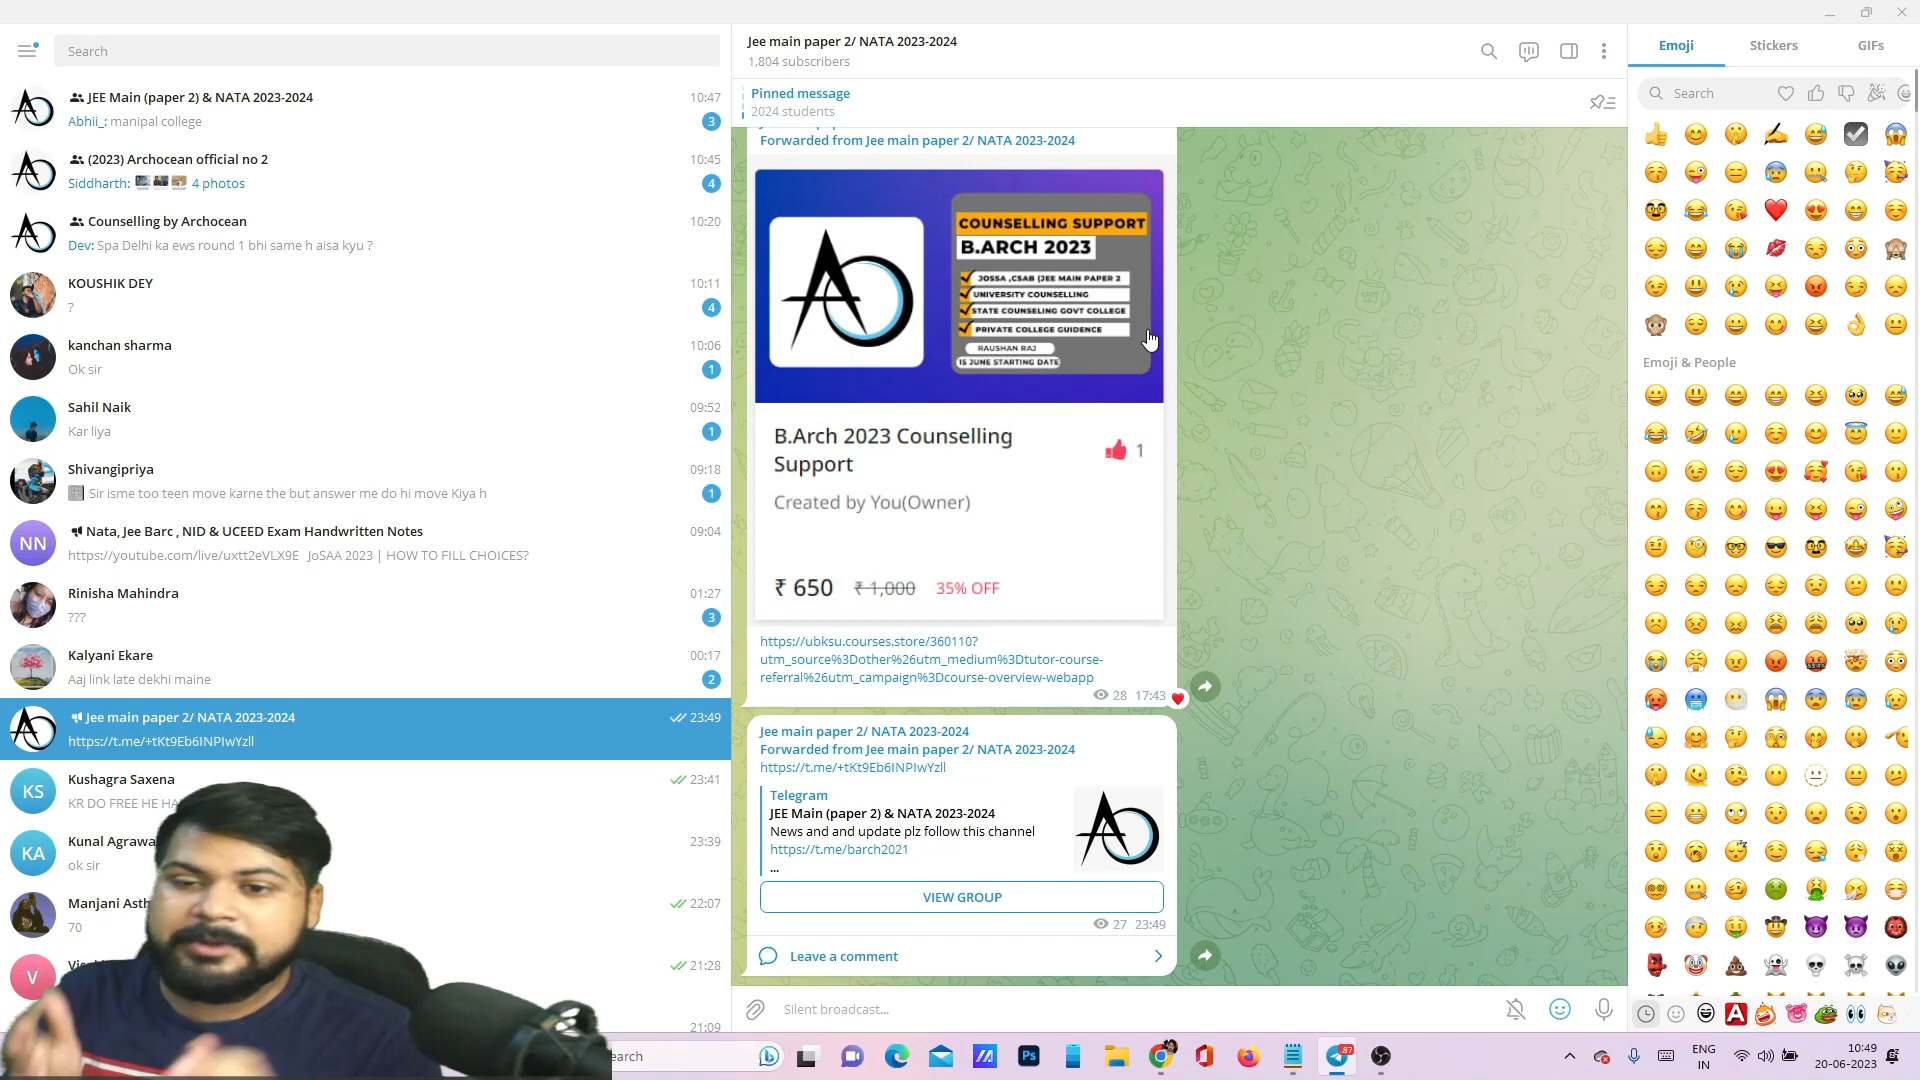 Search
JEE Main (paper 2) & NATA 2023-2024
10:47
Abhii_: manipal college
3
(2023) Archocean official no 2
10:45
Siddharth: 4 photos
4
Counselling by Archocean
10:20
Dev: Spa Delhi ka ews round 1 bhi same h aisa kyu ?
KOUSHIK DEY
10:11
?
4
kanchan sharma
10:06
Ok sir
1
Sahil Naik
09:52
Kar liya
1
Shivangipriya
09:18
Sir isme too teen move karne the but answer me do hi move Kiya h
1
NN
Nata, Jee Barc , NID & UCEED Exam Handwritten Notes
09:04
https://youtube.com/live/uxtt2eVLX9E JoSAA 2023 | HOW TO FILL CHOICES?
Rinisha Mahindra
01:27
???
3
Kalyani Ekare
00:17
Aaj link late dekhi maine
2
Jee main paper 2/ NATA 2023-2024
23:49
https://t.me/+tKt9Eb6INPIwYzll
KS
Kushagra Saxena
23:41
KR DO FREE HE
KA
Kunal Agrawa
23:39
ok sir
Manjani Asth
22:07
70
V
21:28
21:09
Jee main paper 2/ NATA 2023-2024
1,804 subscribers
Pinned message
2024 students
Forwarded from Jee main paper 2/ NATA 2023-2024
COUNSELLING SUPPORT
B.ARCH 2023
JOSSA ,CSAB (JEE MAIN PAPER 2
UNIVERSITY COUNSELLING
STATE COUNSELING GOVT COLLEGE
PRIVATE COLLEGE GUIDENCE
RAUSHAN RAJ
15 JUNE STARTING DATE
B.Arch 2023 Counselling
Support
1
Created by You(Owner)
₹ 650 ₹ 1,000 35% OFF
https://ubksu.courses.store/360110?
utm_source%3Dother%26utm_medium%3Dtutor-course-
referral%26utm_campaign%3Dcourse-overview-webapp
28 17:43
Jee main paper 2/ NATA 2023-2024
Forwarded from Jee main paper 2/ NATA 2023-2024
https://t.me/+tKt9Eb6INPIwYzll
Telegram
JEE Main (paper 2) & NATA 2023-2024
News and and update plz follow this channel
https://t.me/barch2021
...
VIEW GROUP
27 23:49
Leave a comment
Silent broadcast...
Emoji Stickers GIFs
Search
Emoji & People
earch
Ps
87
ENG
IN
10:49
20-06-2023